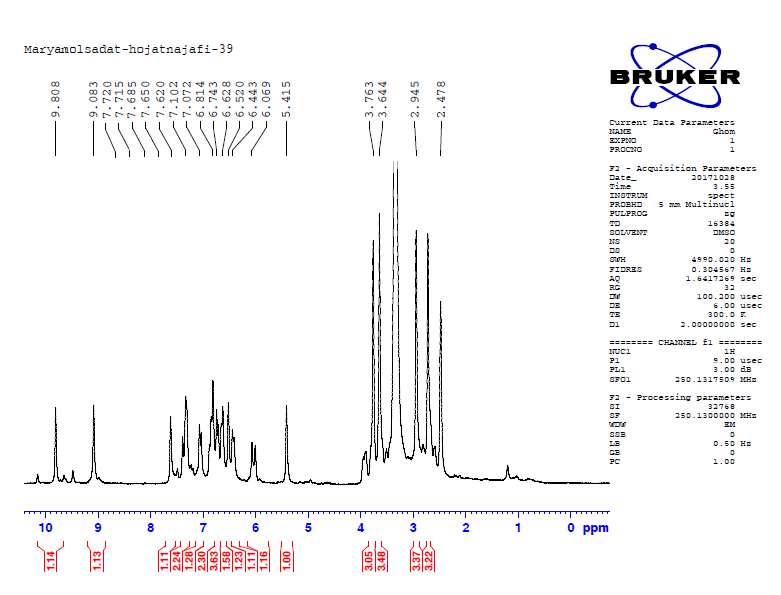 Maryamolsadat-hojatnajafi-39
9.808
9.083
7.720
7.715
7.685
7.650
7.620
7.102
7.072
6.814
6.743
6.628
6.520
6.443
6.069
5.415
3.763
3.644
2.945
2.478
BRUKER
Current Data Parameters
NAME Ghom
EXPNO 1
PROCNO 1
F2 - Acquisition Parameters
Date_ 20171028
Time 3.55
INSTRUM spect
PROBHD 5 mm Multinucl
PULPROG zg
TD 16384
SOLVENT DMSO
NS 20
DS 0
SWH 4990.020 Hz
FIDRES 0.304567 Hz
AQ 1.6417269 sec
RG 32
DW 100.200 usec
DE 6.00 usec
TE 300.0 K
D1 2.00000000 sec
======== CHANNEL f1 ========
NUC1 1H
P1 9.00 usec
PL1 3.00 dB
SFO1 250.1317509 MHz
F2 - Processing parameters
SI 32768
SF 250.1300000 MHz
WDW EM
SSB 0
LB 0.50 Hz
GB 0
PC 1.00
10 9 8 7 6 5 4 3 2 1 0 ppm
1.14
1.13
1.11
2.24
1.28
2.30
3.63
1.58
1.23
1.11
1.16
1.00
3.05
3.48
3.37
3.22